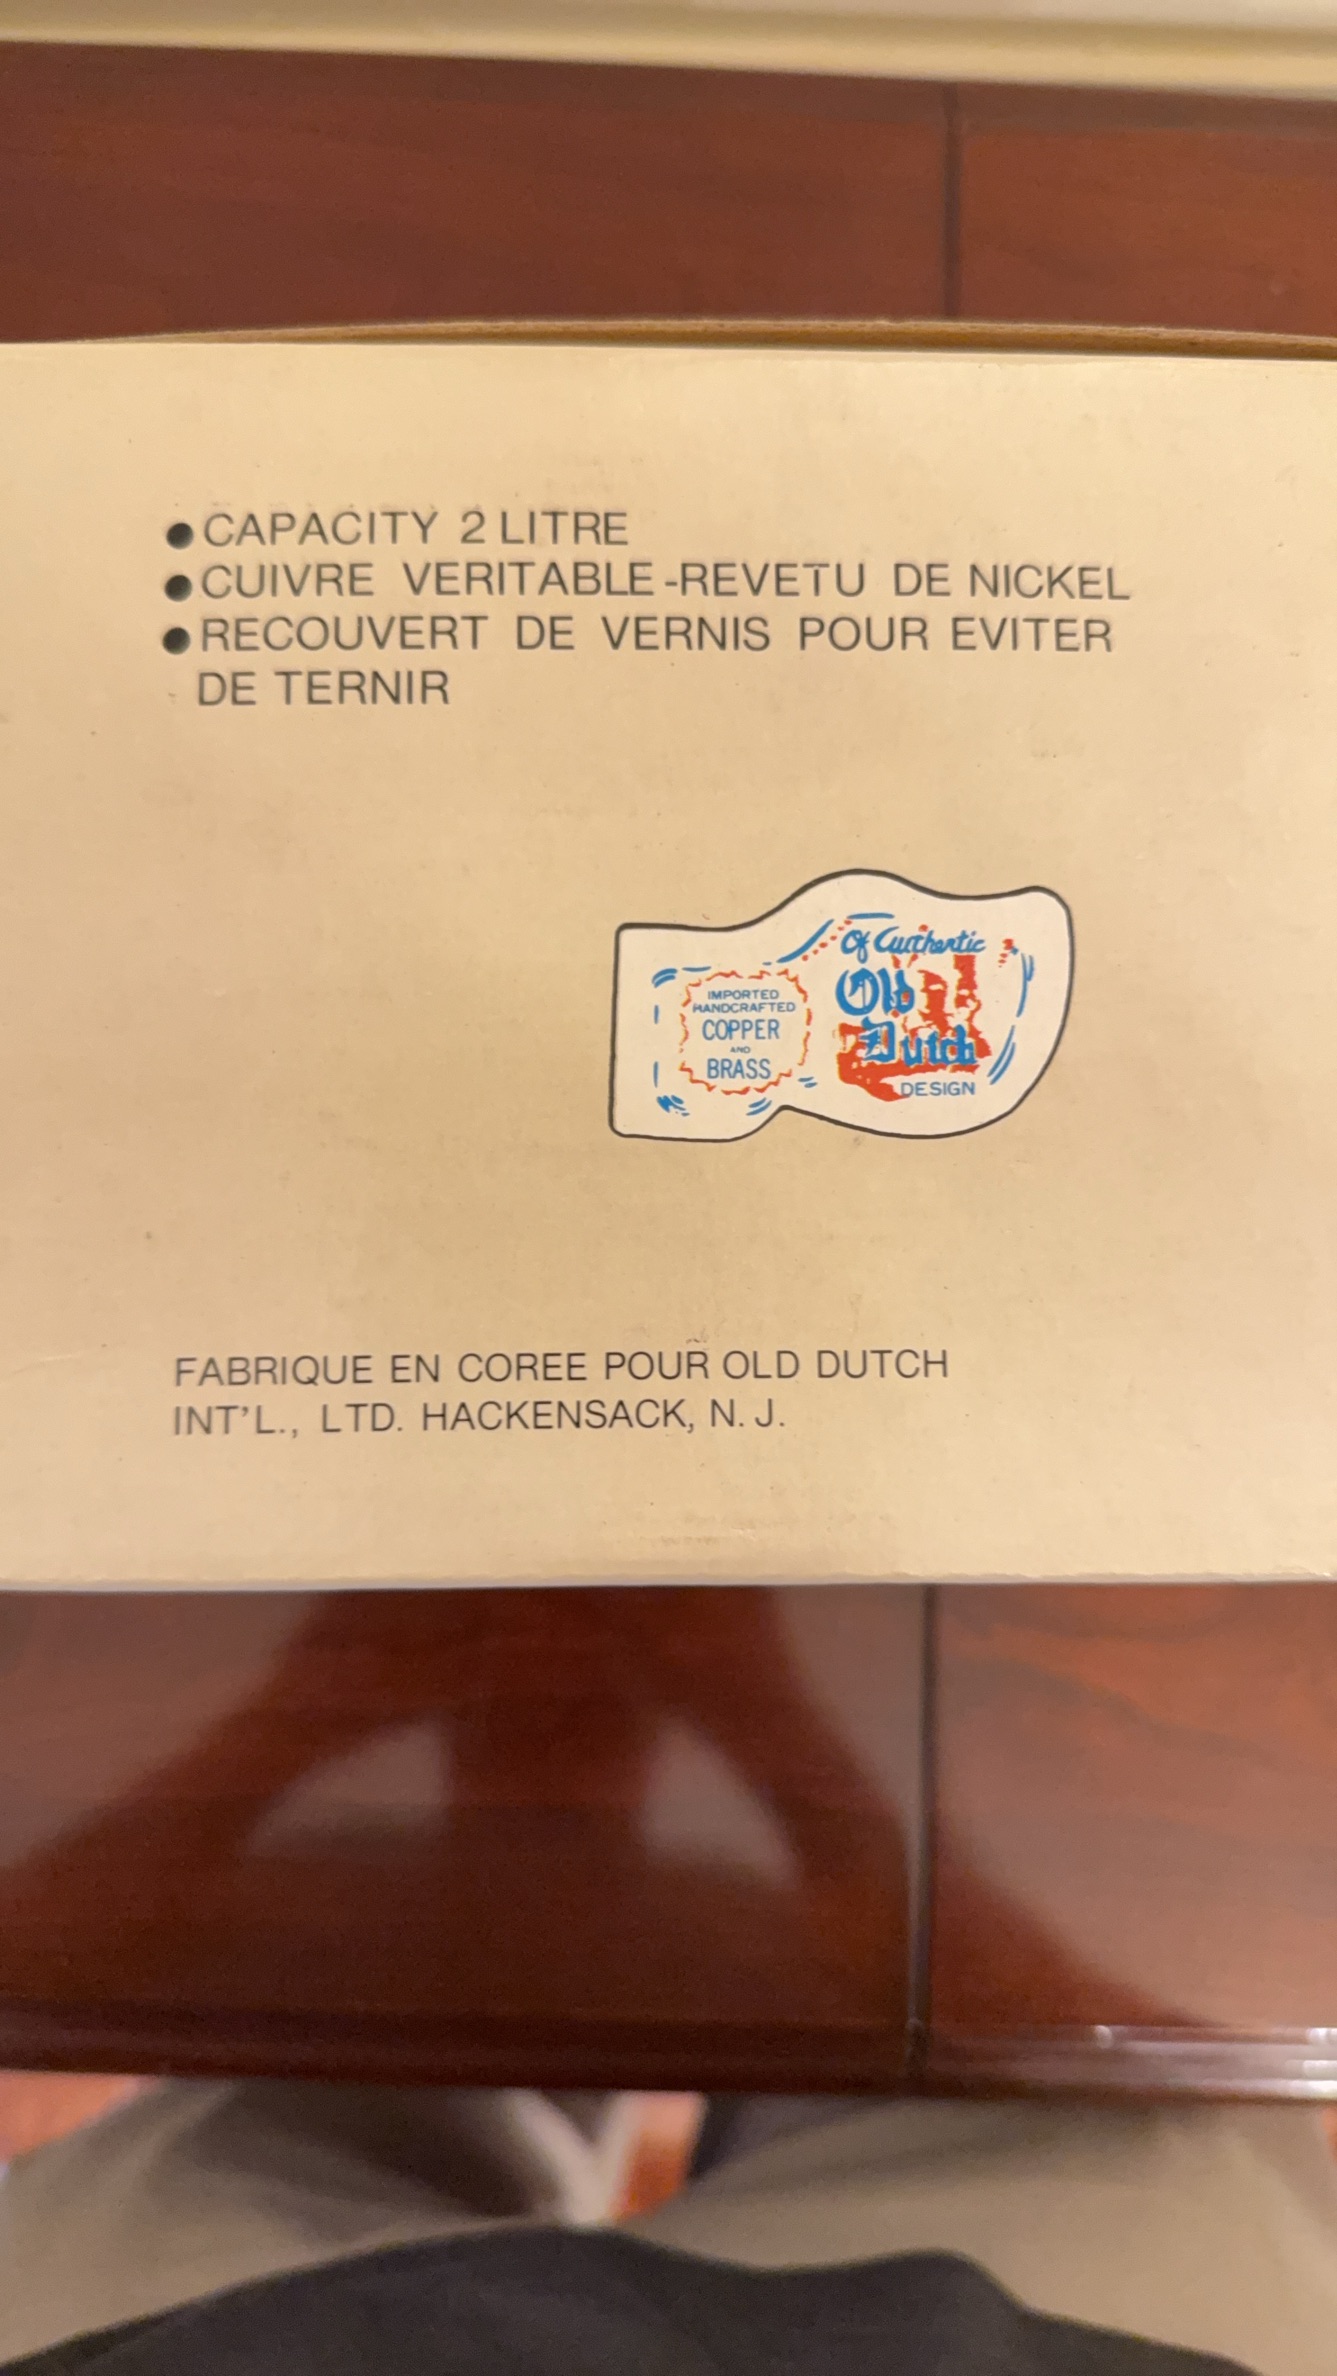 ● CAPACITY 2 LITRE
● CUIVRE VERITABLE-REVETU DE NICKEL
● RECOUVERT DE VERNIS POUR EVITER
DE TERNIR
IMPORTED
HANDCRAFTED
COPPER
AND
BRASS
Of Authentic
Old
Dutch
DESIGN
FABRIQUE EN COREE POUR OLD DUTCH
INT'L., LTD. HACKENSACK, N. J.